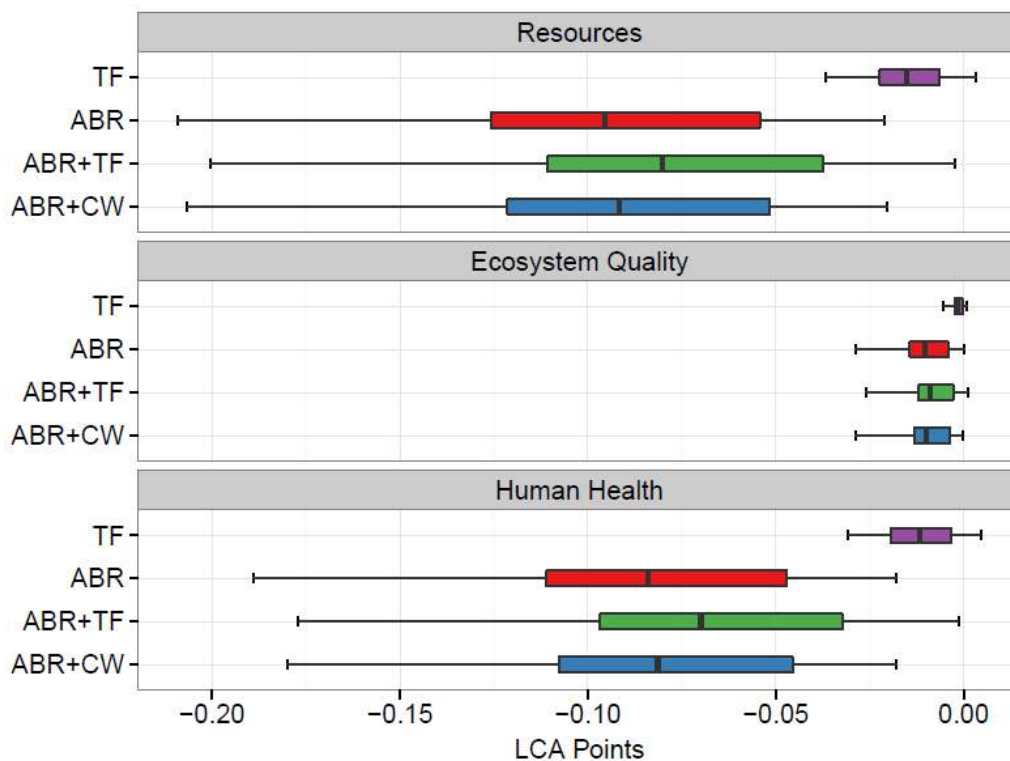 Resources
TF
ABR
ABR+TF
ABR+CW
Ecosystem Quality
TF
ABR
ABR+TF
ABR+CW
Human Health
TF
ABR
ABR+TF
ABR+CW
−0.20 −0.15 −0.10 −0.05 0.00
LCA Points